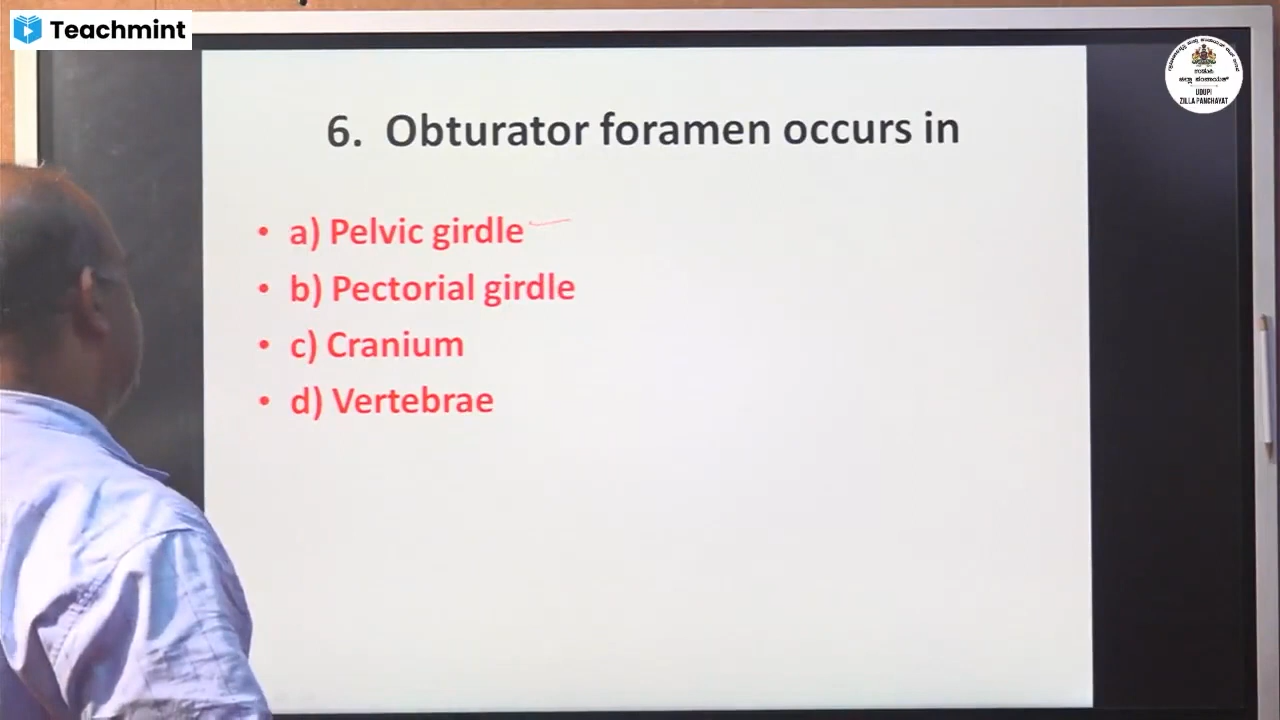 Teachmint
6. Obturator foramen occurs in
• a) Pelvic girdle
• b) Pectorial girdle
• c) Cranium
• d) Vertebrae
UDUPI
ZILLA PANCHAYAT